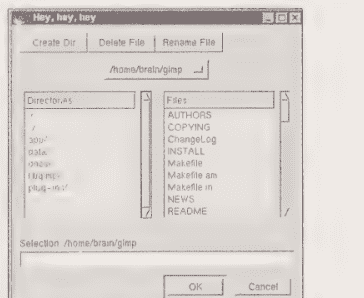 Hey, hey, hey
Create Dir Delete File Rename File
/home/brain/gimp
Directories Files
AUTHORS
COPYING
ChangeLog
INSTALL
Makefile
Makefile am
Makefile in
NEWS
README
Selection /home/brain/gimp
OK Cancel